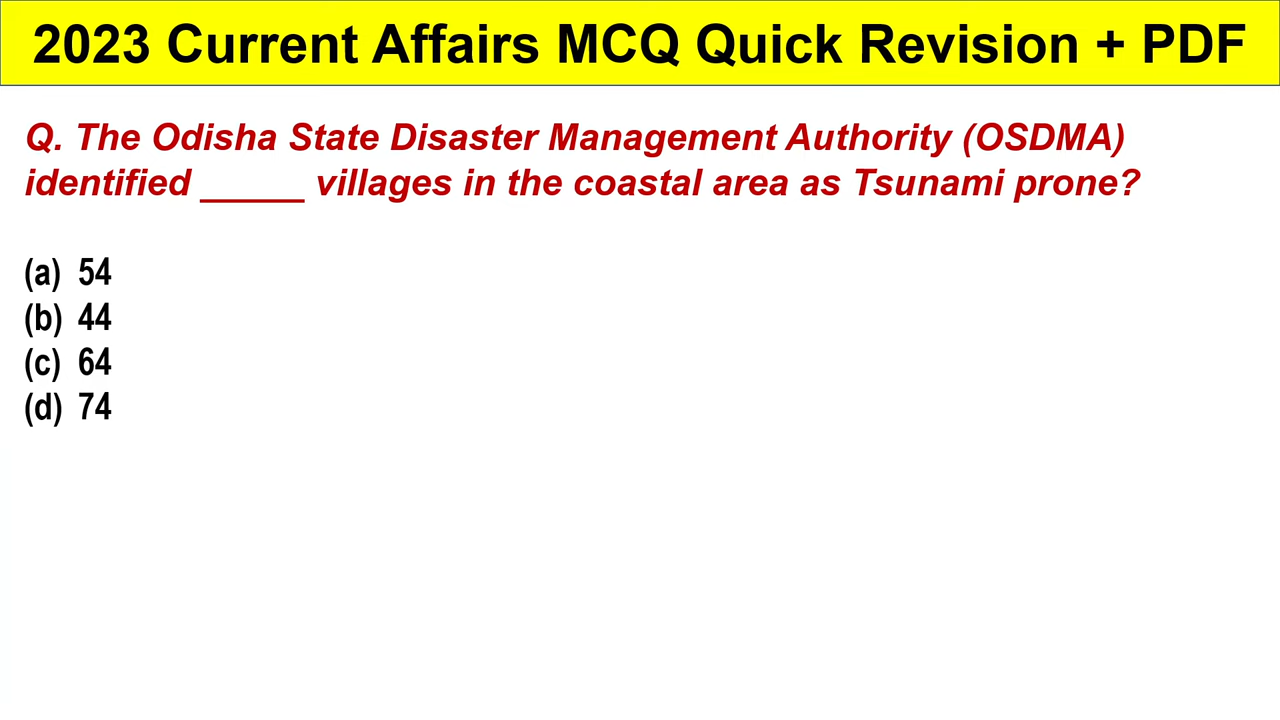 2023 Current Affairs MCQ Quick Revision + PDF
Q. The Odisha State Disaster Management Authority (OSDMA)
identified _____ villages in the coastal area as Tsunami prone?
(a) 54
(b) 44
(c) 64
(d) 74